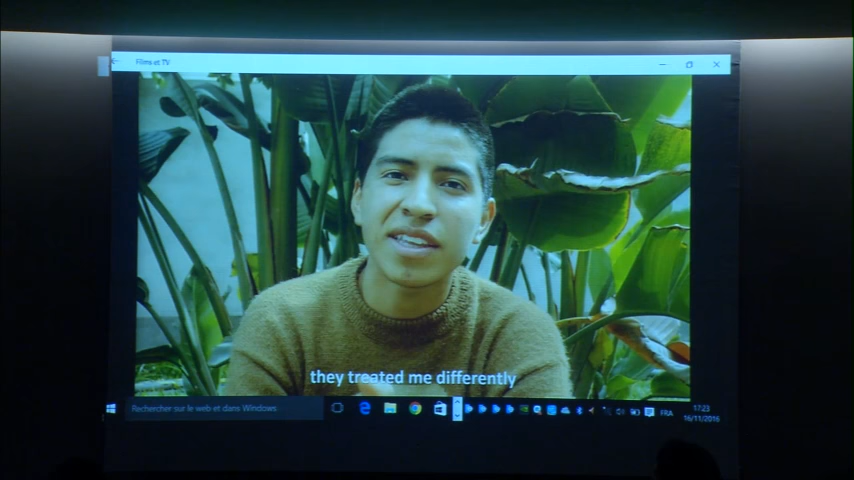 Films et TV
they treated me differently
Rechercher sur le web et dans Windows
FRA
17:23
16/11/2016